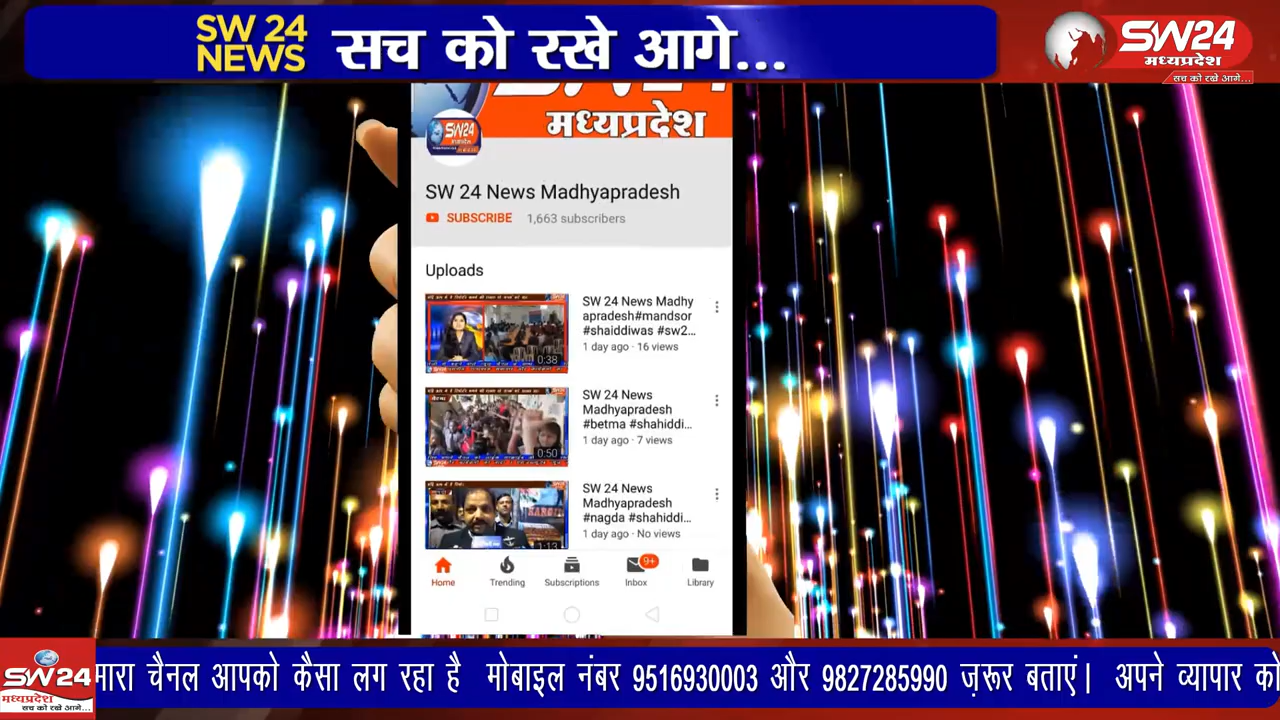 SW 24
NEWS
सच को रखे आगे...
SW24
मध्यप्रदेश
सच को रखे आगे...
मध्यप्रदेश
SW24
SW 24 News Madhyapradesh
SUBSCRIBE 1,663 subscribers
Uploads
SW 24 News Madhy
apradesh#mandsor
#shaiddiwas #sw2...
1 day ago · 16 views
0:38
SW 24 News
Madhyapradesh
#betma #shahiddi...
1 day ago · 7 views
0:50
SW 24 News
Madhyapradesh
#nagda #shahiddi...
1 day ago · No views
1:13
9+
Home Trending Subscriptions Inbox Library
SW24
मध्यप्रदेश
सच को रखे आगे...
मारा चैनल आपको कैसा लग रहा है मोबाइल नंबर 9516930003 और 9827285990 ज़रूर बताएं| अपने व्यापार को